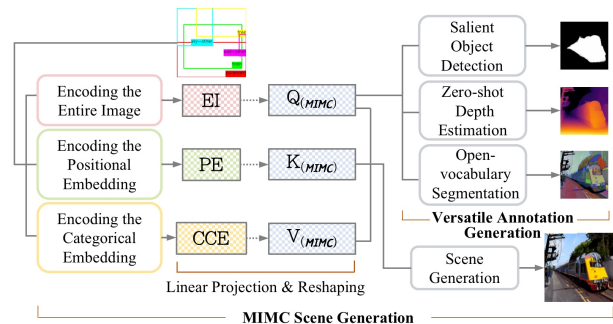 Encoding the
Entire Image
EI
Q(MIMC)
Encoding the
Positional
Embedding
PE
K(MIMC)
Encoding the
Categorical
Embedding
CCE
V(MIMC)
Linear Projection & Reshaping
MIMC Scene Generation
Salient
Object
Detection
Zero-shot
Depth
Estimation
Open-
vocabulary
Segmentation
Versatile Annotation
Generation
Scene
Generation